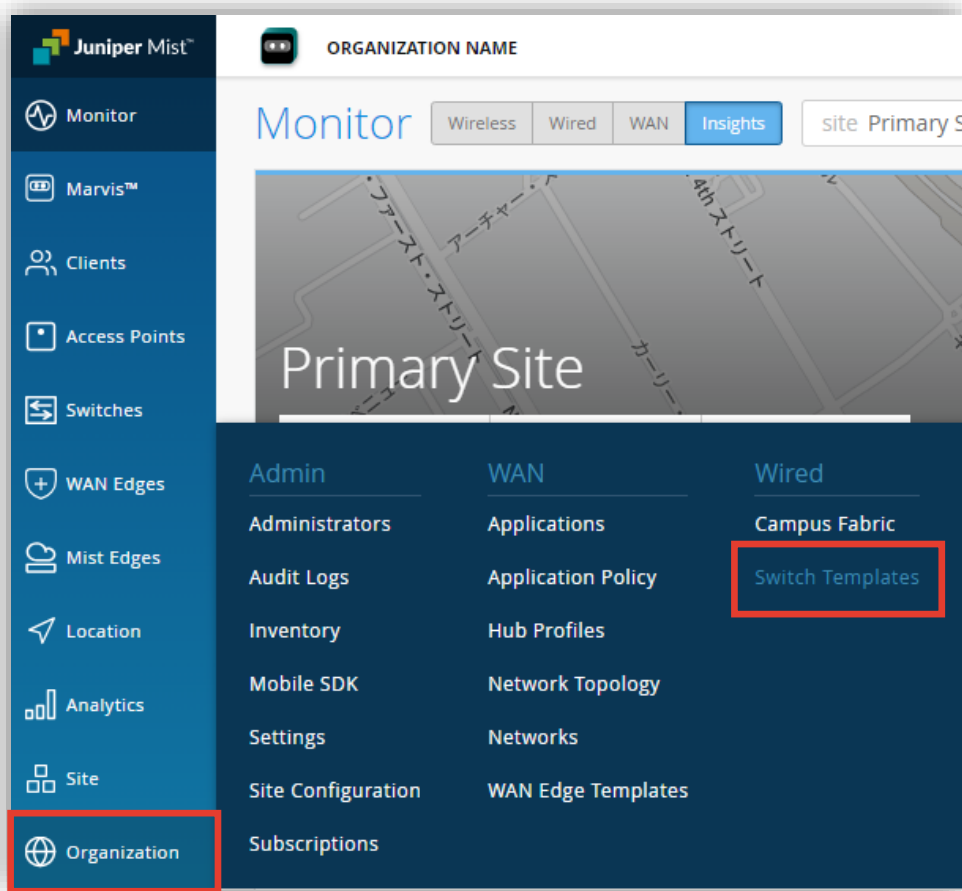 Juniper Mist™
ORGANIZATION NAME
Monitor
Marvis™
Clients
Access Points
Switches
WAN Edges
Mist Edges
Location
Analytics
Site
Organization
Monitor
Wireless
Wired
WAN
Insights
site Primary S
ファースト・ストリート
アーチャー・
4th ストリート
カーリー
Primary Site
Admin
Administrators
Audit Logs
Inventory
Mobile SDK
Settings
Site Configuration
Subscriptions
WAN
Applications
Application Policy
Hub Profiles
Network Topology
Networks
WAN Edge Templates
Wired
Campus Fabric
Switch Templates